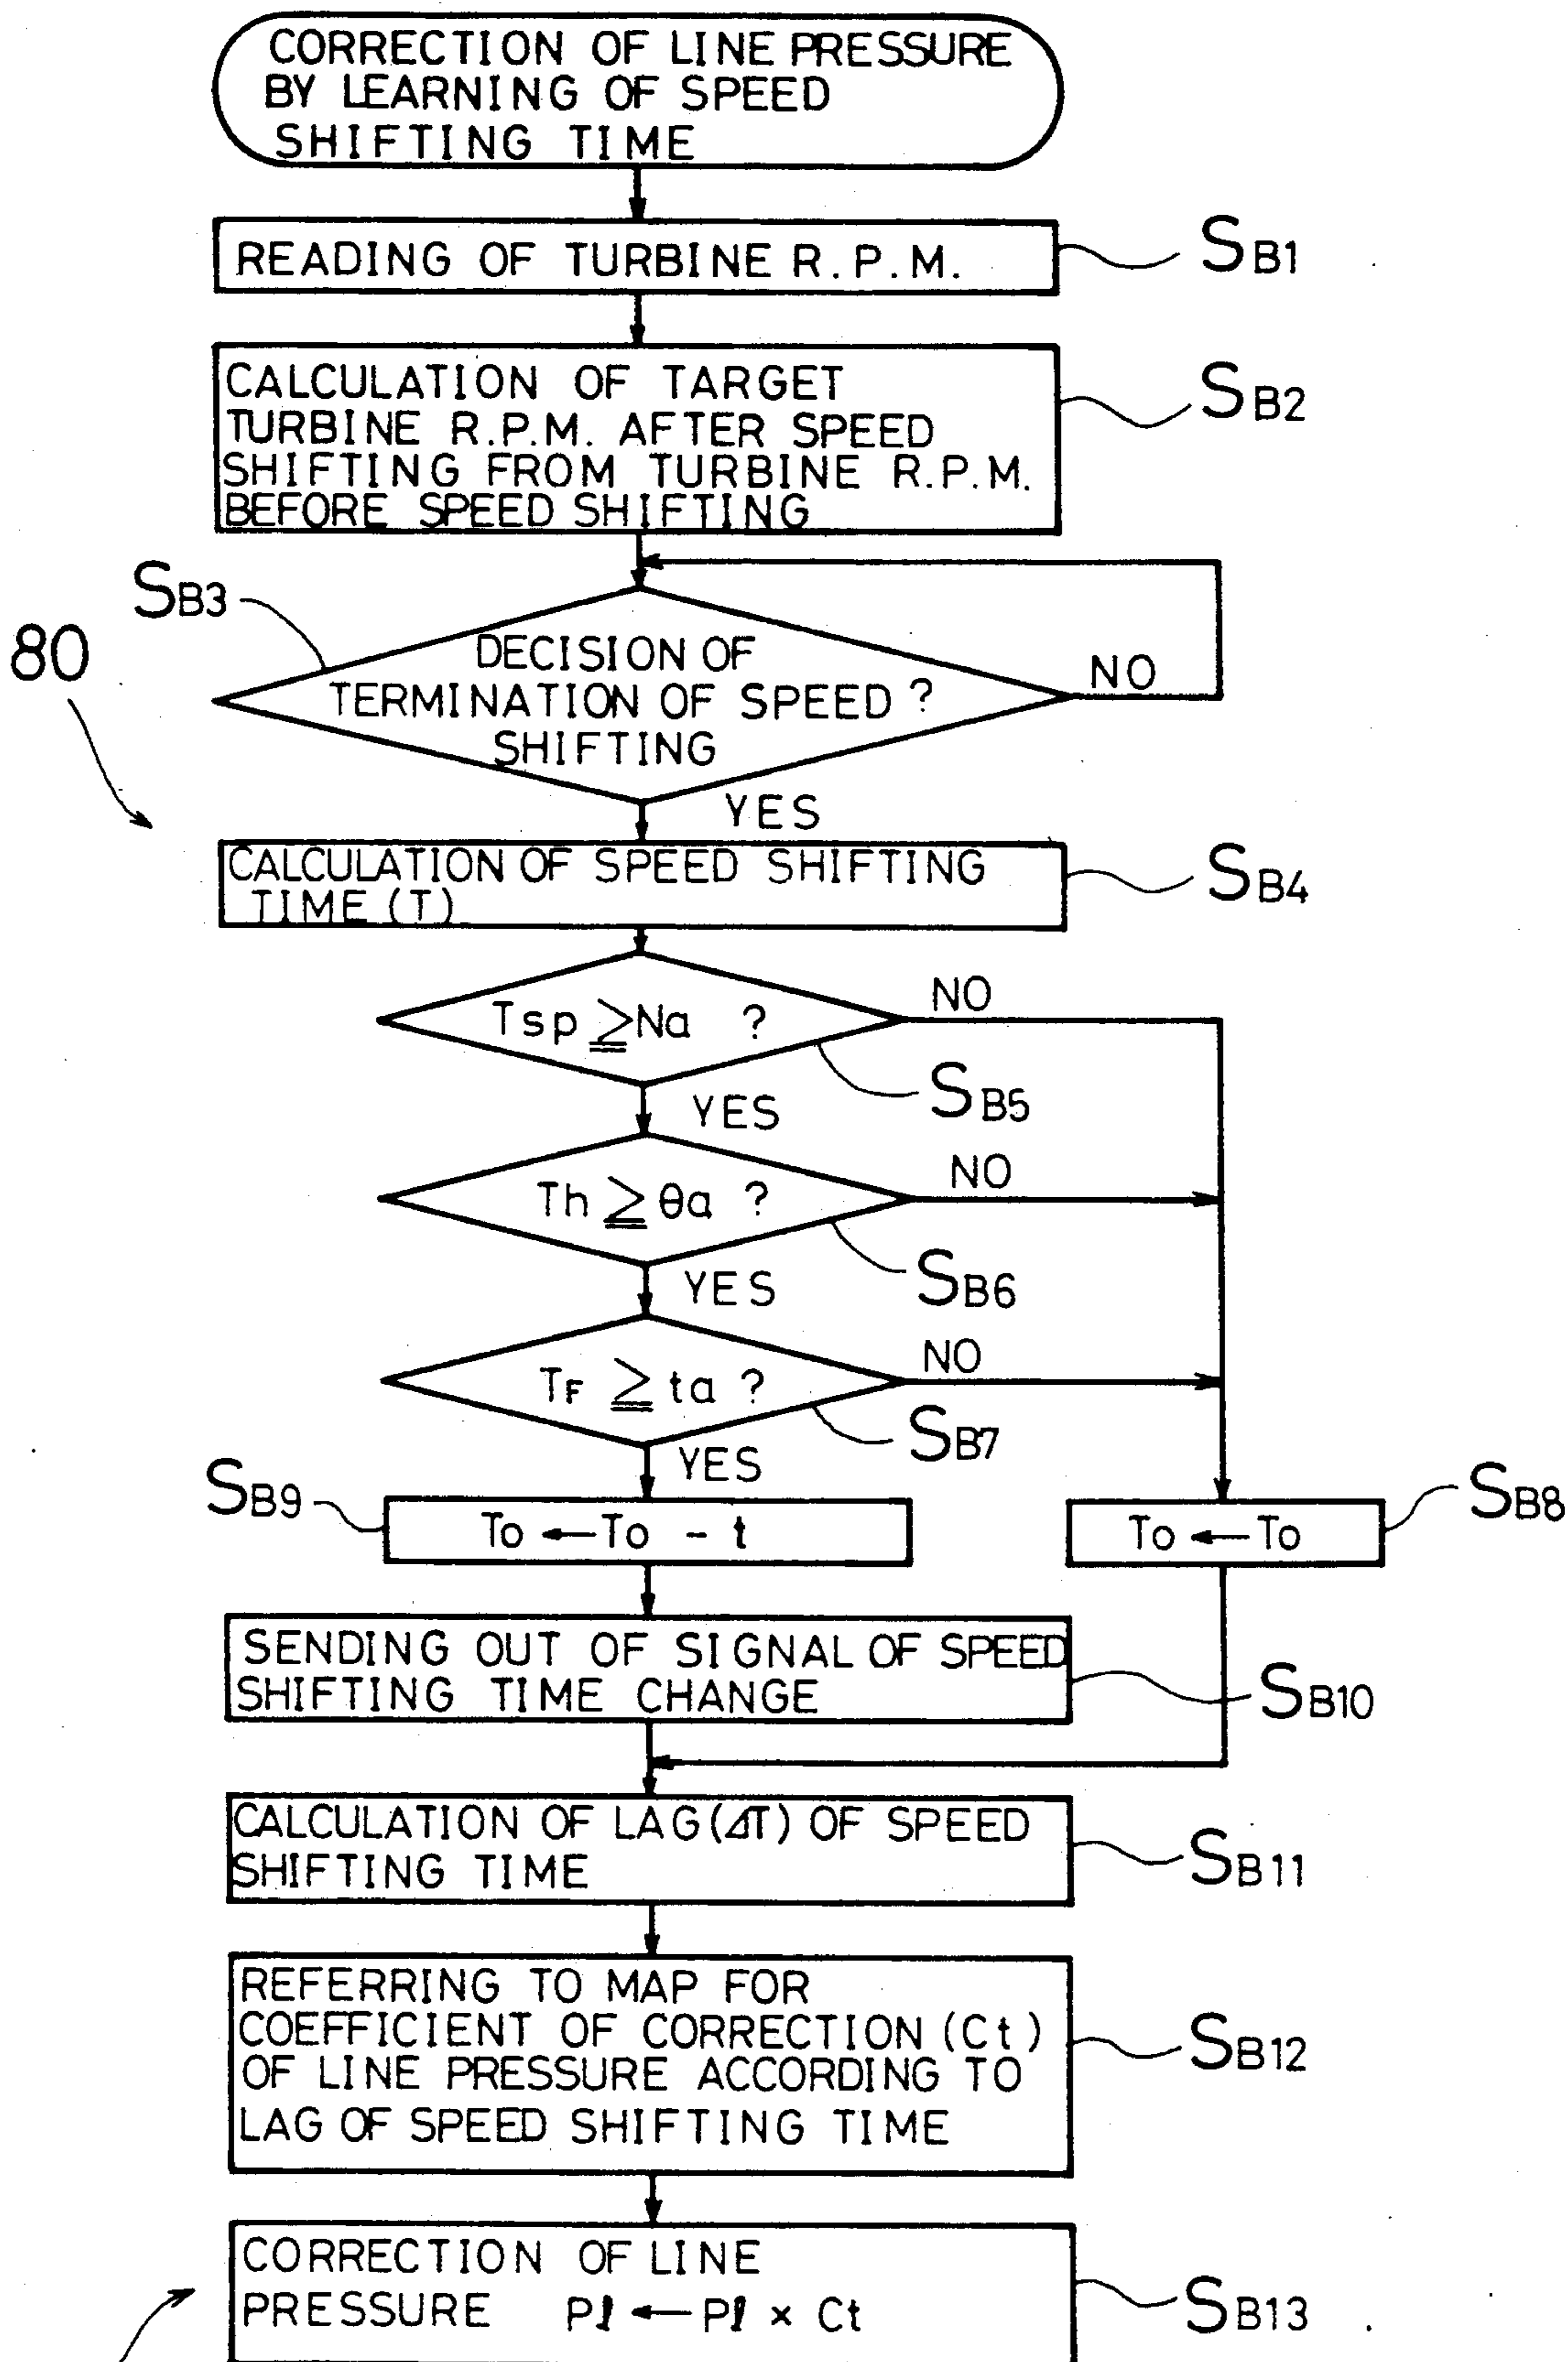 CORRECTION OF LINE PRESSURE
BY LEARNING OF SPEED
SHIFTING TIME
READING OF TURBINE R.P.M.
SB1
CALCULATION OF TARGET
TURBINE R.P.M. AFTER SPEED
SHIFTING FROM TURBINE R.P.M.
BEFORE SPEED SHIFTING
SB2
SB3
80
DECISION OF
TERMINATION OF SPEED ?
SHIFTING
NO
YES
CALCULATION OF SPEED SHIFTING
TIME (T)
SB4
Tsp ≧ Na ?
NO
SB5
YES
Th ≧ θa ?
NO
SB6
YES
TF ≧ ta ?
NO
SB7
YES
SB9
To ← To - t
To ← To
SB8
SENDING OUT OF SIGNAL OF SPEED
SHIFTING TIME CHANGE
SB10
CALCULATION OF LAG (ΔT) OF SPEED
SHIFTING TIME
SB11
REFERRING TO MAP FOR
COEFFICIENT OF CORRECTION (Ct)
OF LINE PRESSURE ACCORDING TO
LAG OF SPEED SHIFTING TIME
SB12
CORRECTION OF LINE
PRESSURE Pl ← Pl × Ct
SB13